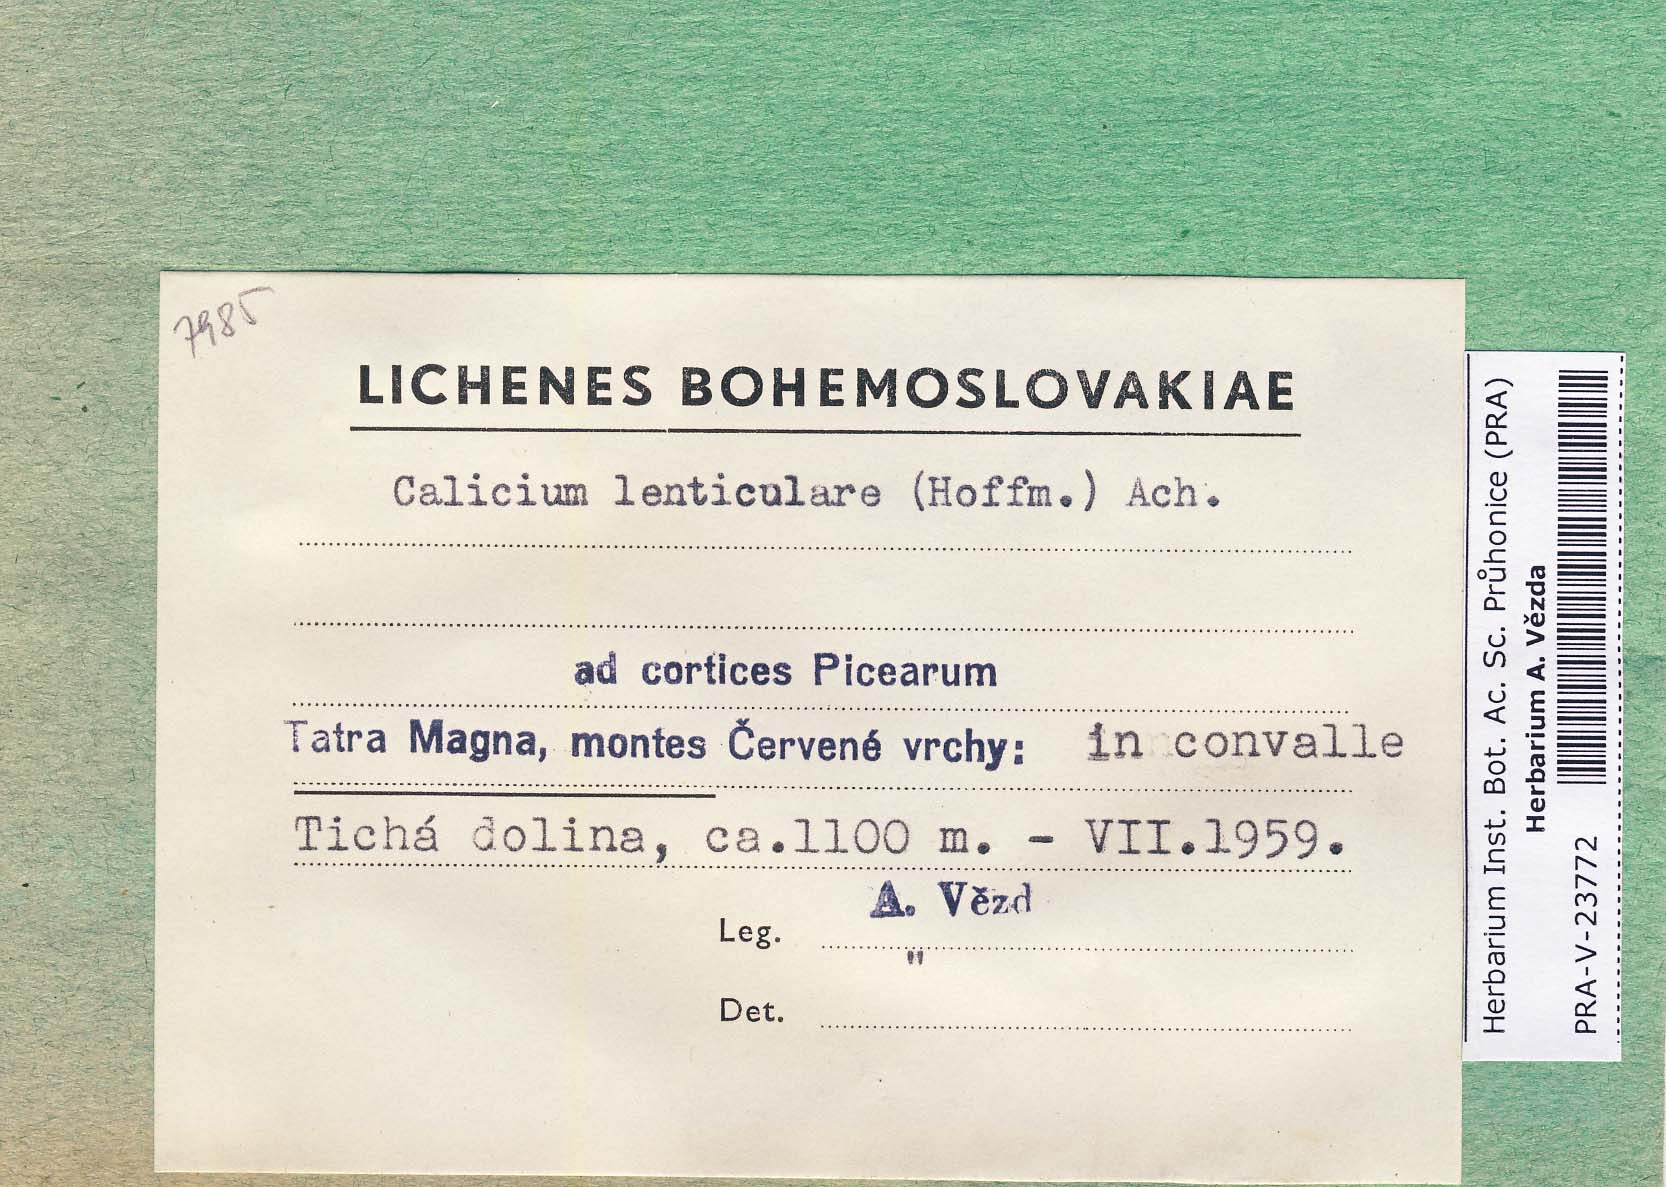 7985
LICHENES BOHEMOSLOVAKIAE
Calicium lenticulare (Hoffm.) Ach.
ad cortices Picearum
Tatra Magna, montes Červené vrchy: in convalle
Tichá dolina, ca.1100 m. - VII.1959.
Leg. A. Vězd
Det. "
Herbarium Inst. Bot. Ac. Sc. Průhonice (PRA)
Herbarium A. Vězda
PRA-V-23772